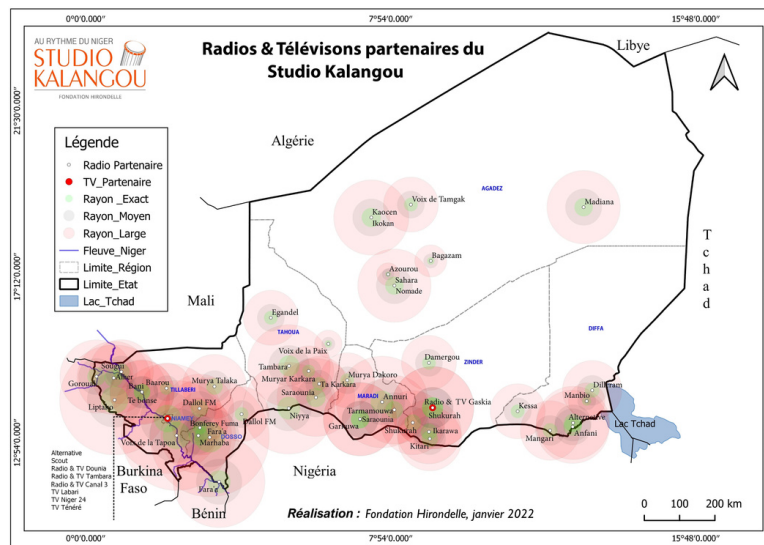 0°0'0.000"
7°54'0.000"
15°48'0.000"
AU RYTHME DU NIGER
STUDIO
KALANGOU
FONDATION HIRONDELLE
Radios & Télévisons partenaires du
Studio Kalangou
Libye
21°30'0.000"
Légende
Radio Partenaire
TV_Partenaire
Rayon _Exact
Rayon_Moyen
Rayon_Large
Fleuve_Niger
Limite_Région
Limite_Etat
Lac_Tchad
Algérie
AGADEZ
Voix de Tamgak
Kaocen
Ikokan
Madiana
Bagazam
Azourou
Sahara
Nomade
Tchad
17°12'0.000"
Mali
Egandel
TAHOUA
DIFFA
Voix de la Paix
Damergou
ZINDER
Tambara
Muryar Karkara
Murya Dakoro
Ta Karkara
Saraounia
MARADI
Annuri
Radio & TV Gaskia
Shukurah
Tarmamouwa
Saraounia
Garkuwa
Shukurah
Ikarawa
Kitari
Niyya
Kessa
Manbio
Alternative
Anfani
Mangari
Lac Tchad
Sougui
Goroual
Bani
Baarou
TILLABERI
Murya Talaka
Te bonse
Liptako
Dallol FM
Dallol FM
NIAMEY
Bonferey Fuma
Fara'a
DOSSO
Marhaba
Voix de la Tapoa
Fara'a
12°54'0.000"
Alternative
Scout
Radio & TV Dounia
Radio & TV Tambara
Radio & TV Canal 3
TV Labari
TV Niger 24
TV Ténéré
Burkina
Faso
Bénin
Nigéria
Réalisation : Fondation Hirondelle, janvier 2022
0 100 200 km
0°0'0.000"
7°54'0.000"
15°48'0.000"